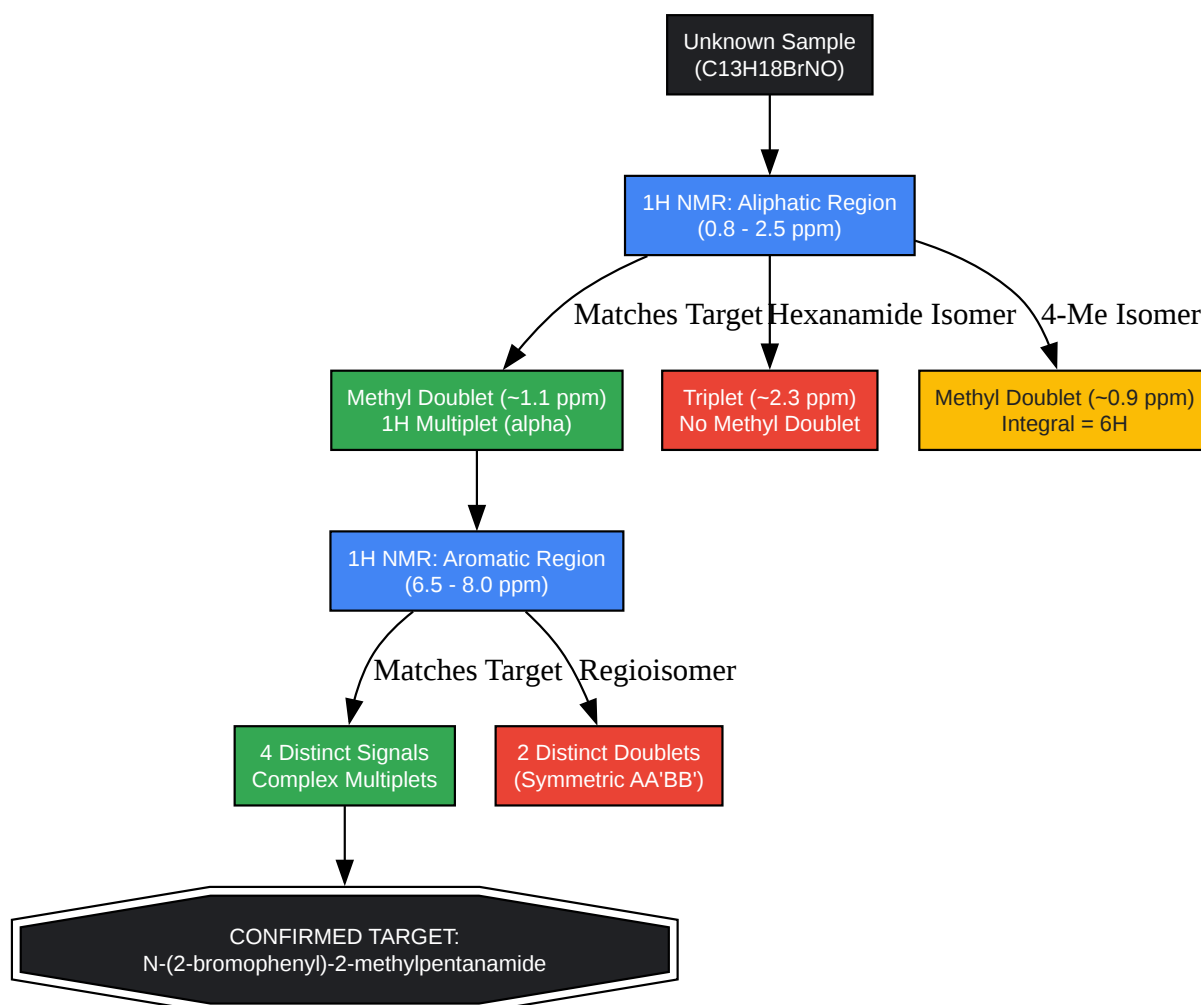 Unknown Sample
(C13H18BrNO)
1H NMR: Aliphatic Region
(0.8 - 2.5 ppm)
Matches Target
Hexanamide Isomer
4-Me Isomer
Methyl Doublet (~1.1 ppm)
1H Multiplet (alpha)
Triplet (~2.3 ppm)
No Methyl Doublet
Methyl Doublet (~0.9 ppm)
Integral = 6H
1H NMR: Aromatic Region
(6.5 - 8.0 ppm)
Matches Target
Regioisomer
4 Distinct Signals
Complex Multiplets
2 Distinct Doublets
(Symmetric AA'BB')
CONFIRMED TARGET:
N-(2-bromophenyl)-2-methylpentanamide